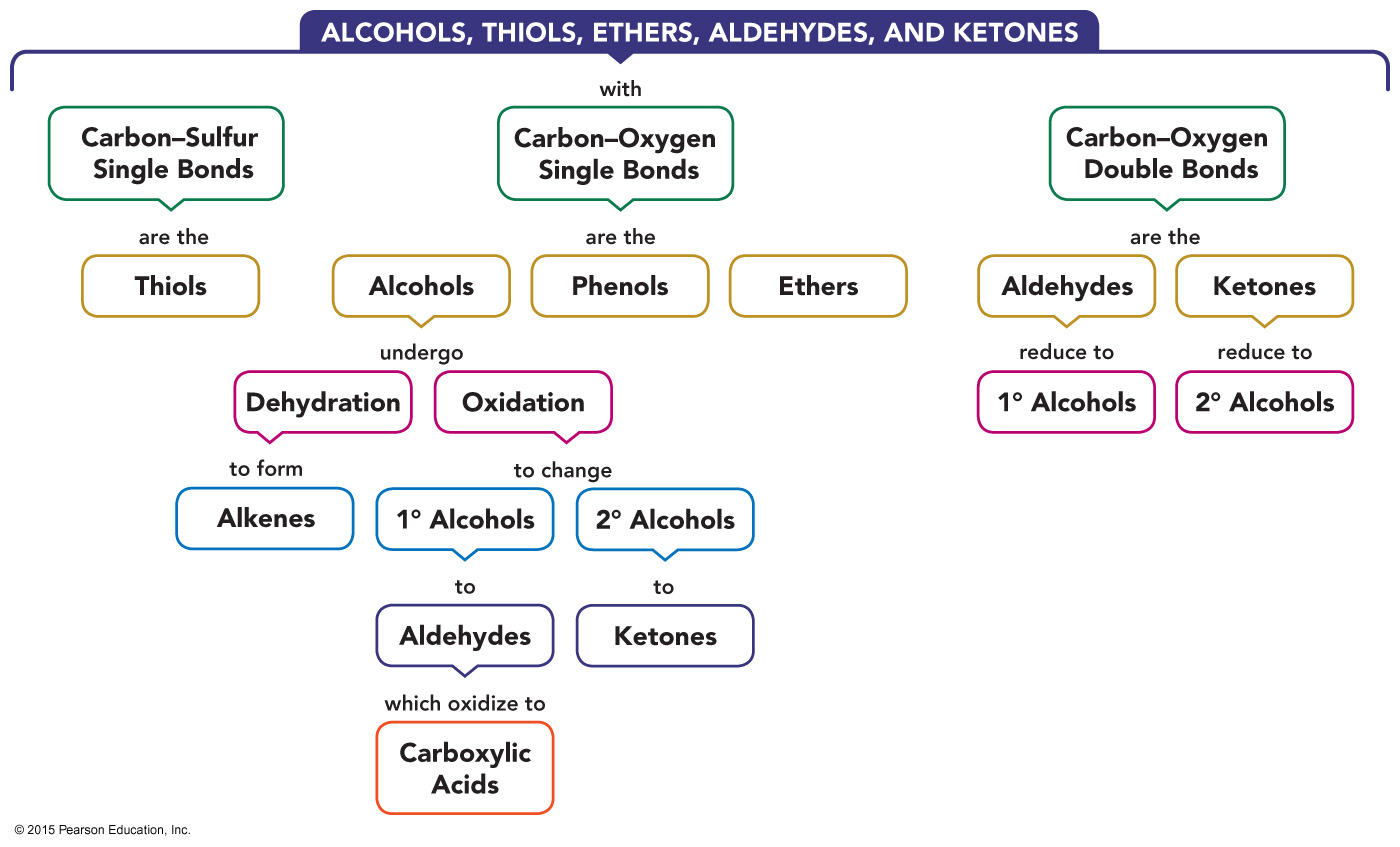 ALCOHOLS, THIOLS, ETHERS, ALDEHYDES, AND KETONES
with
Carbon–Sulfur
Single Bonds
Carbon–Oxygen
Single Bonds
Carbon–Oxygen
Double Bonds
are the
are the
are the
Thiols
Alcohols
Phenols
Ethers
Aldehydes
Ketones
undergo
reduce to
reduce to
Dehydration
Oxidation
1° Alcohols
2° Alcohols
to form
to change
Alkenes
1° Alcohols
2° Alcohols
to
to
Aldehydes
Ketones
which oxidize to
Carboxylic
Acids
© 2015 Pearson Education, Inc.